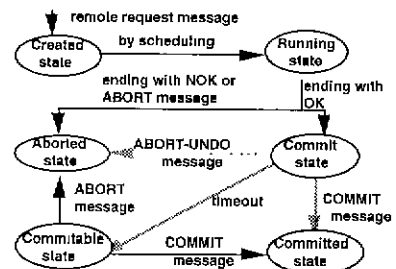 remote request message
Created
state
by scheduling
Running
state
ending with NOK or
ABORT message
ending with
OK
Aborted
state
ABORT-UNDO
message
Commit
state
ABORT
message
timeout
COMMIT
message
Commitable
state
COMMIT
message
Committed
state